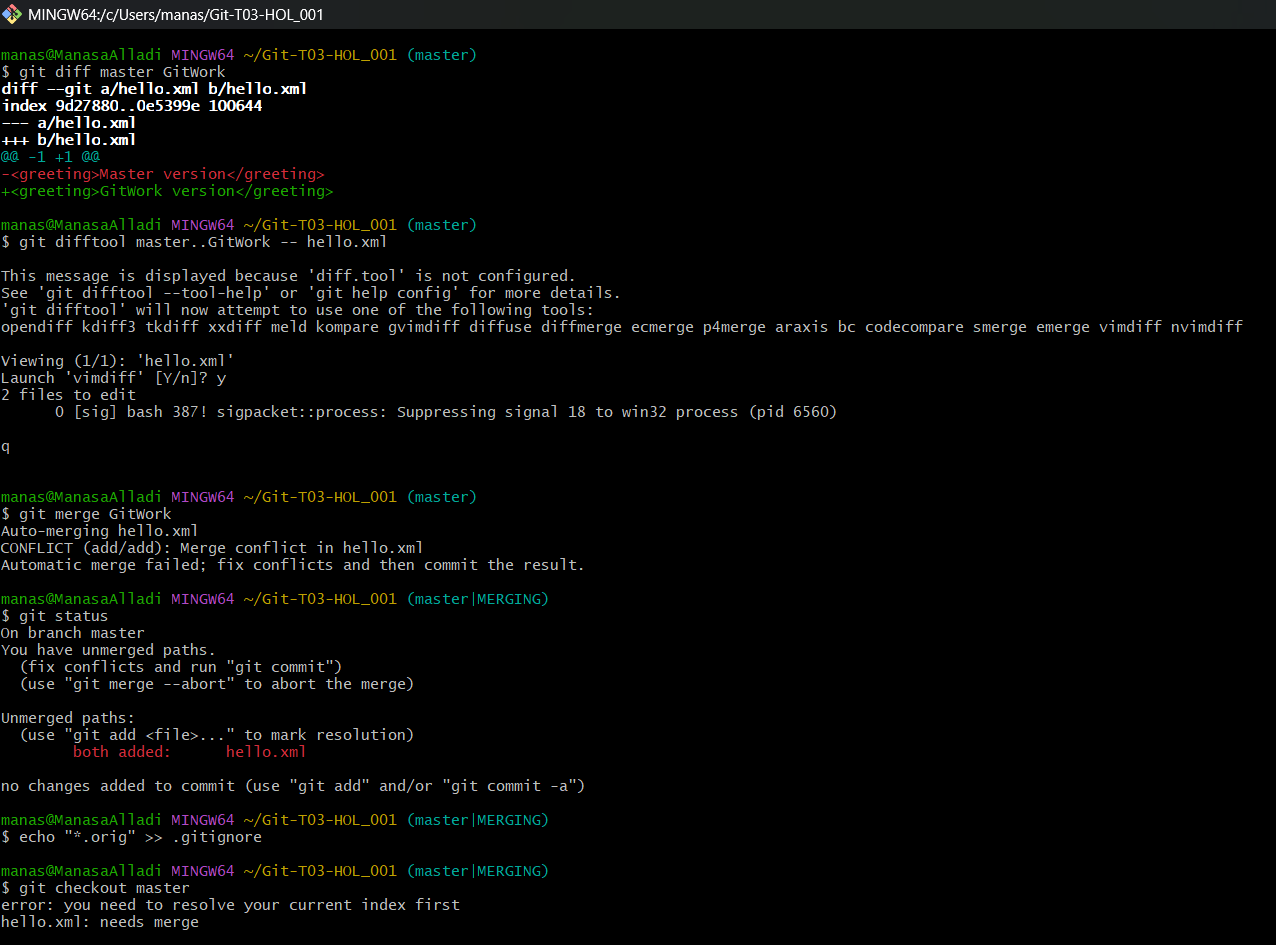 MINGW64:/c/Users/manas/Git-T03-HOL_001
manas@ManasaAlladi MINGW64 ~/Git-T03-HOL_001 (master)
$ git diff master GitWork
diff --git a/hello.xml b/hello.xml
index 9d27880..0e5399e 100644
--- a/hello.xml
+++ b/hello.xml
@@ -1 +1 @@
-<greeting>Master version</greeting>
+<greeting>GitWork version</greeting>
manas@ManasaAlladi MINGW64 ~/Git-T03-HOL_001 (master)
$ git difftool master..GitWork -- hello.xml
This message is displayed because 'diff.tool' is not configured.
See 'git difftool --tool-help' or 'git help config' for more details.
'git difftool' will now attempt to use one of the following tools:
opendiff kdiff3 tkdiff xxdiff meld kompare gvimdiff diffuse diffmerge ecmerge p4merge araxis bc codecompare smerge emerge vimdiff nvimdiff
Viewing (1/1): 'hello.xml'
Launch 'vimdiff' [Y/n]? y
2 files to edit
      0 [sig] bash 387! sigpacket::process: Suppressing signal 18 to win32 process (pid 6560)
q
manas@ManasaAlladi MINGW64 ~/Git-T03-HOL_001 (master)
$ git merge GitWork
Auto-merging hello.xml
CONFLICT (add/add): Merge conflict in hello.xml
Automatic merge failed; fix conflicts and then commit the result.
manas@ManasaAlladi MINGW64 ~/Git-T03-HOL_001 (master|MERGING)
$ git status
On branch master
You have unmerged paths.
  (fix conflicts and run "git commit")
  (use "git merge --abort" to abort the merge)
Unmerged paths:
  (use "git add <file>..." to mark resolution)
        both added:      hello.xml
no changes added to commit (use "git add" and/or "git commit -a")
manas@ManasaAlladi MINGW64 ~/Git-T03-HOL_001 (master|MERGING)
$ echo "*.orig" >> .gitignore
manas@ManasaAlladi MINGW64 ~/Git-T03-HOL_001 (master|MERGING)
$ git checkout master
error: you need to resolve your current index first
hello.xml: needs merge